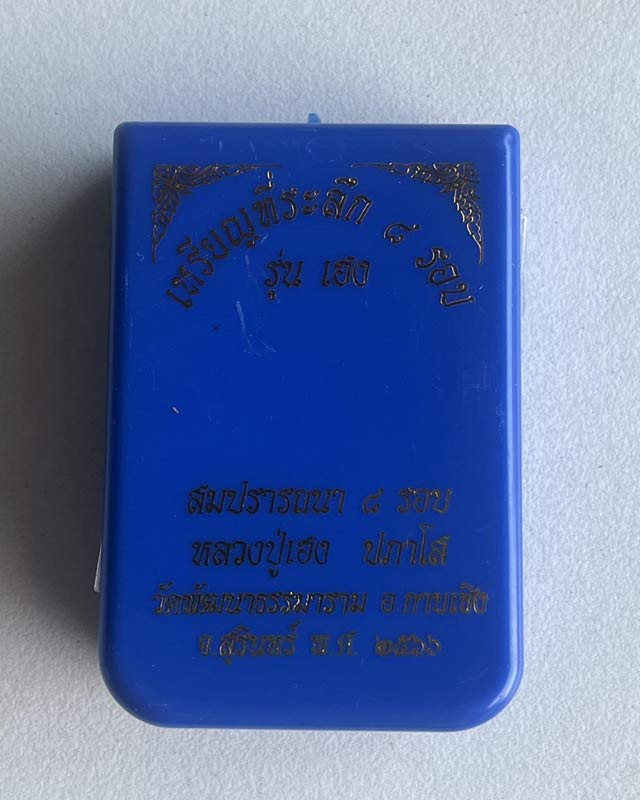 เหรียญที่ระลึก ๘ รอบ
รุ่น เฮง
สมปรารถนา ๘ รอบ
หลวงปู่เฮง ปภาโส
วัดพัฒนาธรรมาราม อ.กาบเชิง
จ.สุรินทร์ พ.ศ. ๒๕๖๖